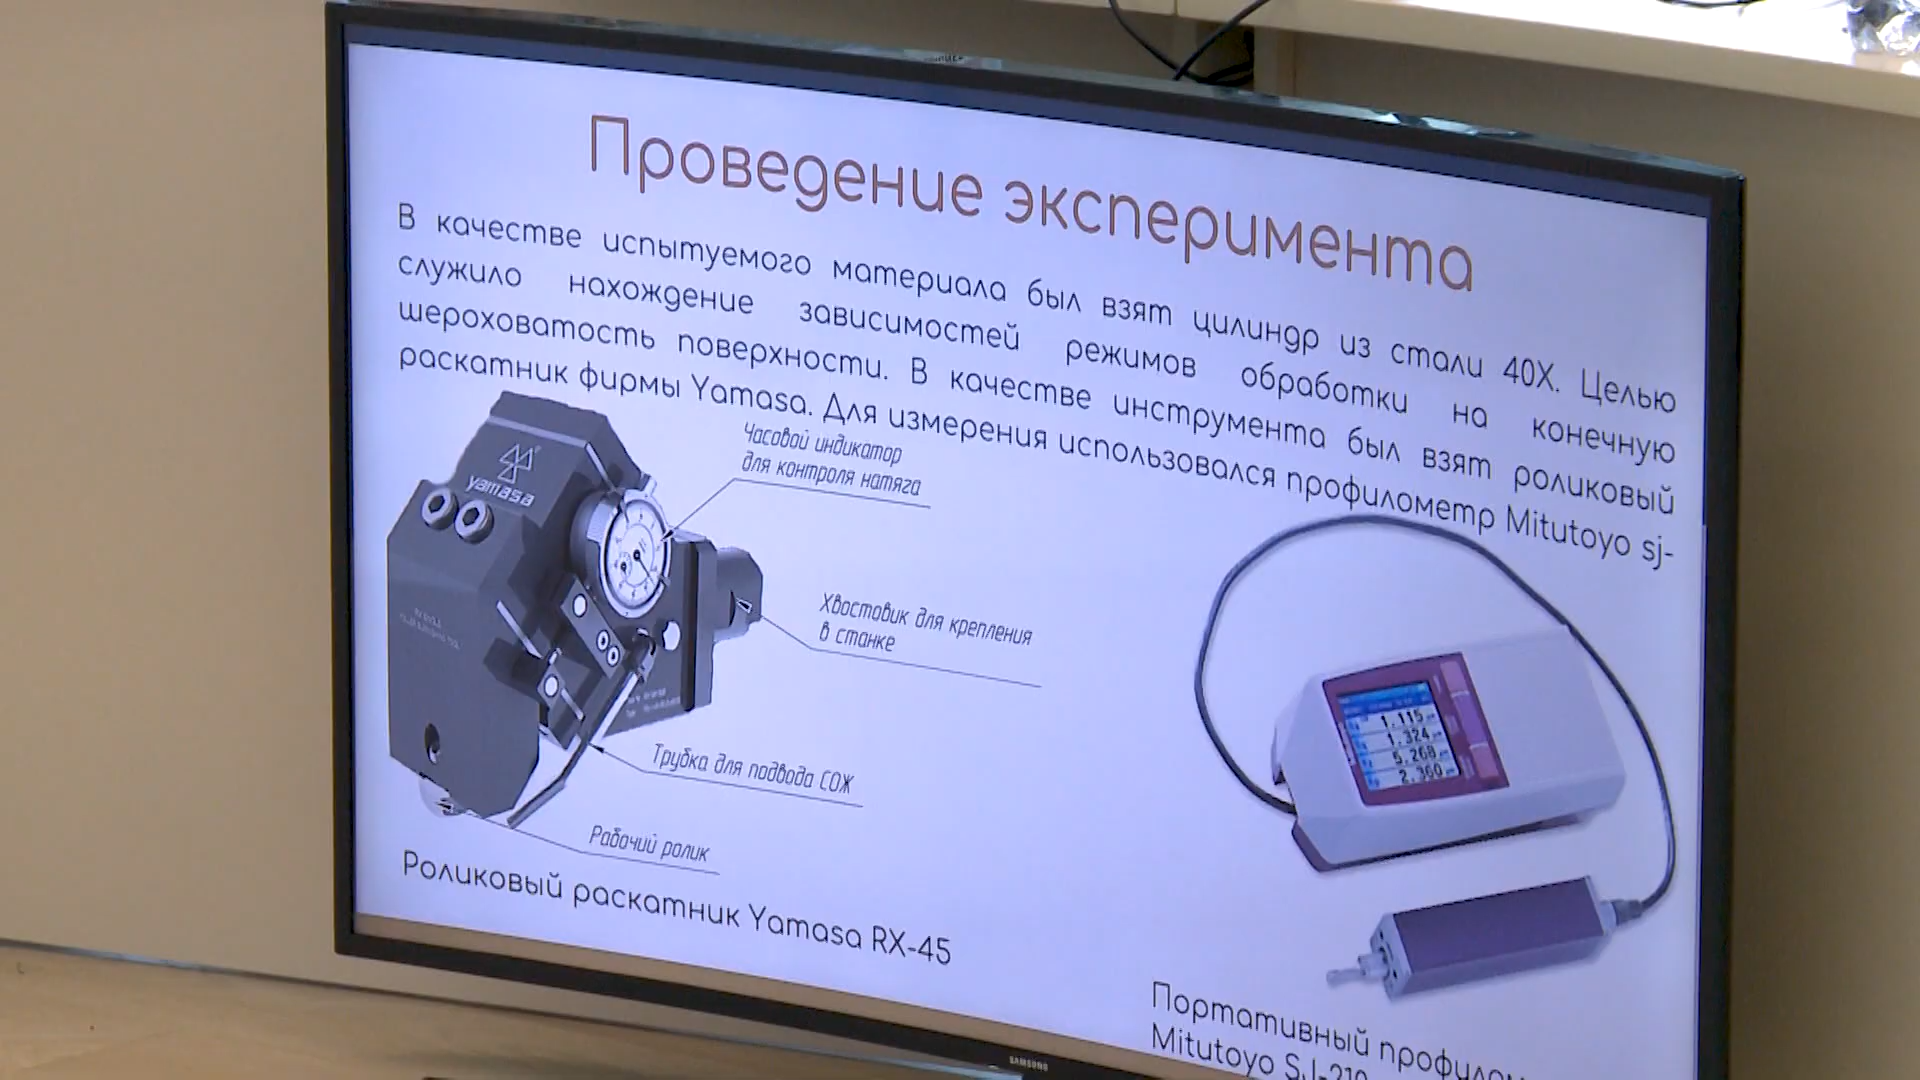 Проведение эксперимента
В качестве испытуемого материала был взят цилиндр из стали 40Х. Целью
служило нахождение зависимостей режимов обработки на конечную
шероховатость поверхности. В качестве инструмента был взят роликовый
раскатник фирмы Yamasa. Для измерения использовался профилометр Mitutoyo sj-
Часовой индикатор
для контроля натяга
yamasa
Хвостовик для крепления
в станке
1.115
1.324
5.268
2.360
Трубка для подвода СОЖ
Рабочий ролик
Роликовый раскатник Yamasa RX-45
Портативный
Mitutoyo SJ-210
SAMSUNG